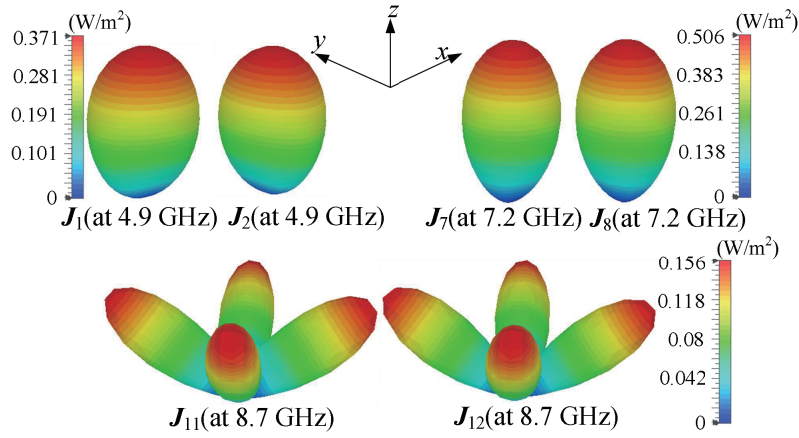 (W/m²)
0.371
0.281
0.191
0.101
0
z
y
x
(W/m²)
0.506
0.383
0.261
0.138
0
J₁(at 4.9 GHz) J₂(at 4.9 GHz)
J₇(at 7.2 GHz) J₈(at 7.2 GHz)
(W/m²)
0.156
0.118
0.08
0.042
0
J₁₁(at 8.7 GHz)
J₁₂(at 8.7 GHz)